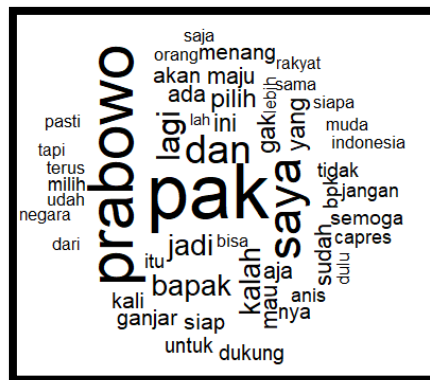 saja
orang menang rakyat
akan maju sama
ada pilih lebih siapa
pasti prabowo lagi lah ini gak yang muda
indonesia
tapi dan tidak
terus pak saya bpk jangan
milih
udah semoga
negara capres
dari jadi bisa sudah dulu
itu kalah aja
bapak mau anis
kali nya
ganjar siap
untuk dukung